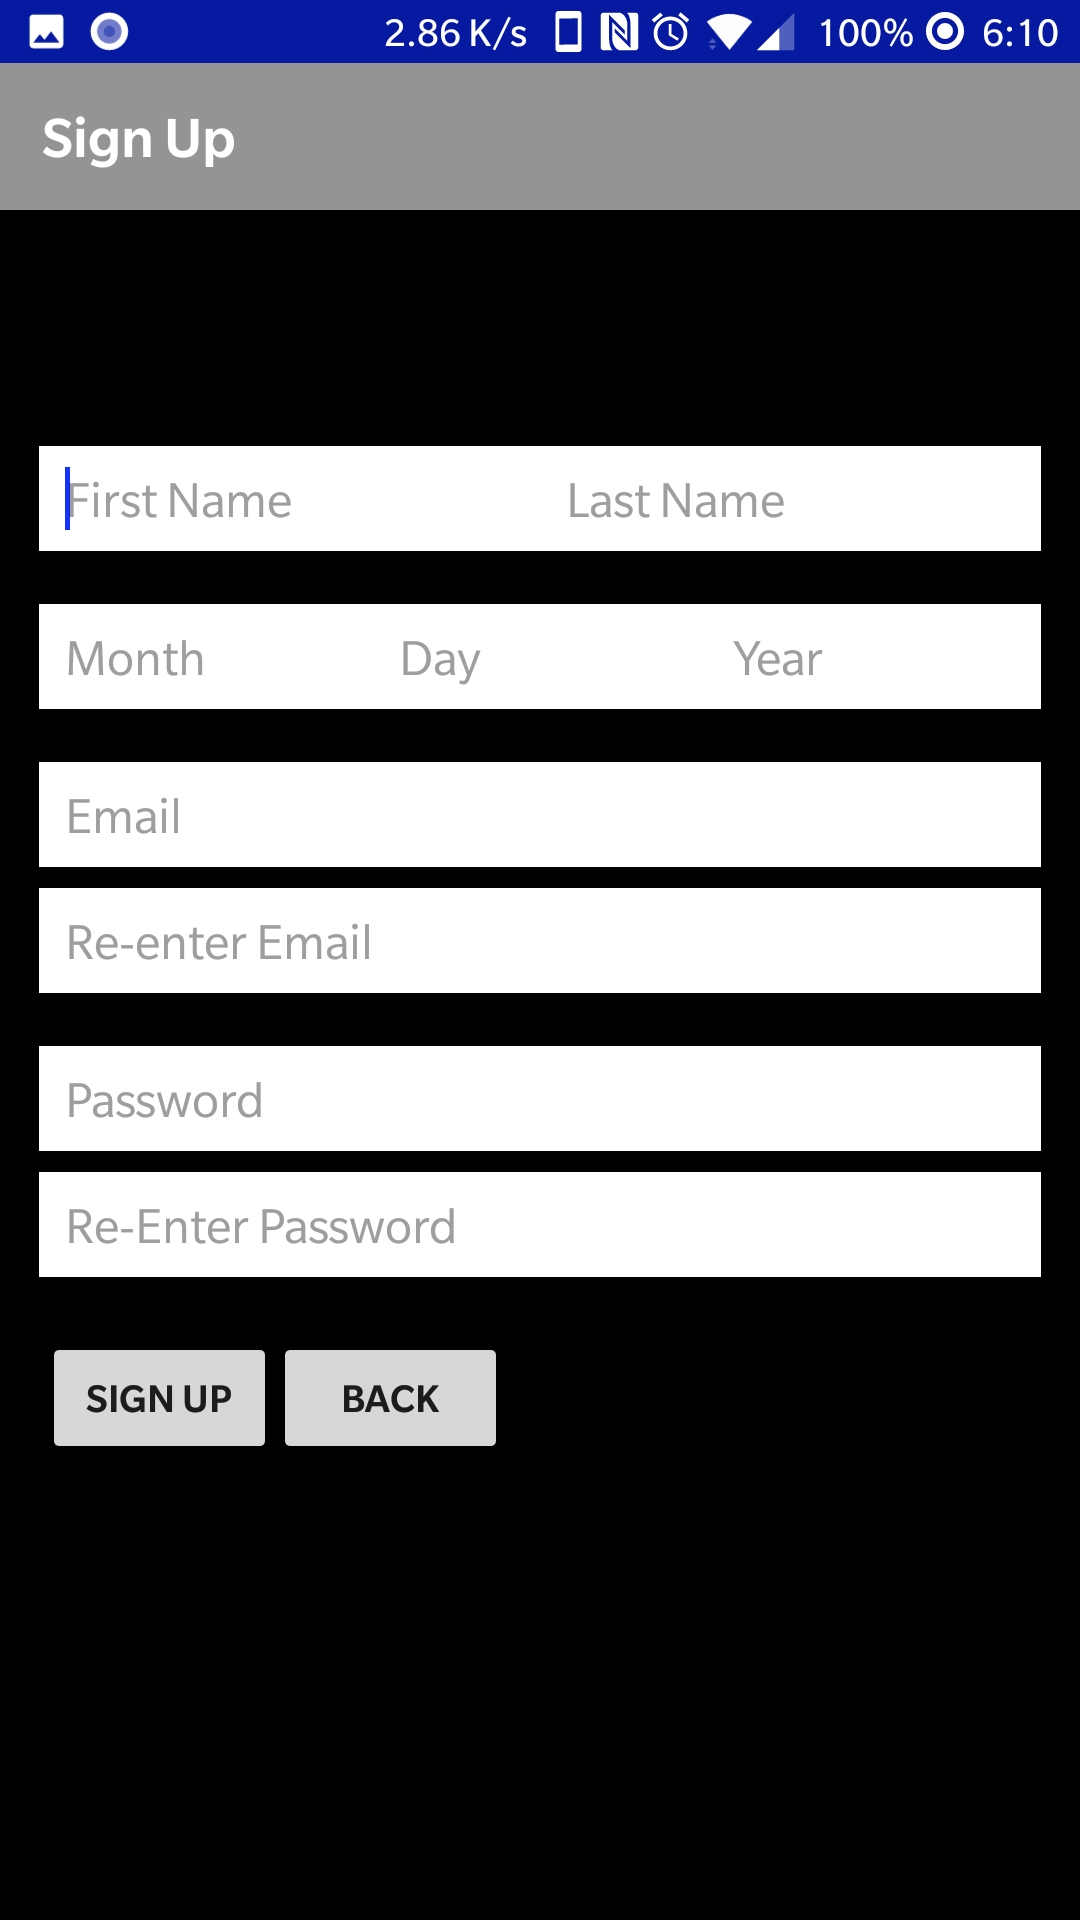 2.86 K/s 100% 6:10
Sign Up
First Name Last Name
Month Day Year
Email
Re-enter Email
Password
Re-Enter Password
SIGN UP BACK